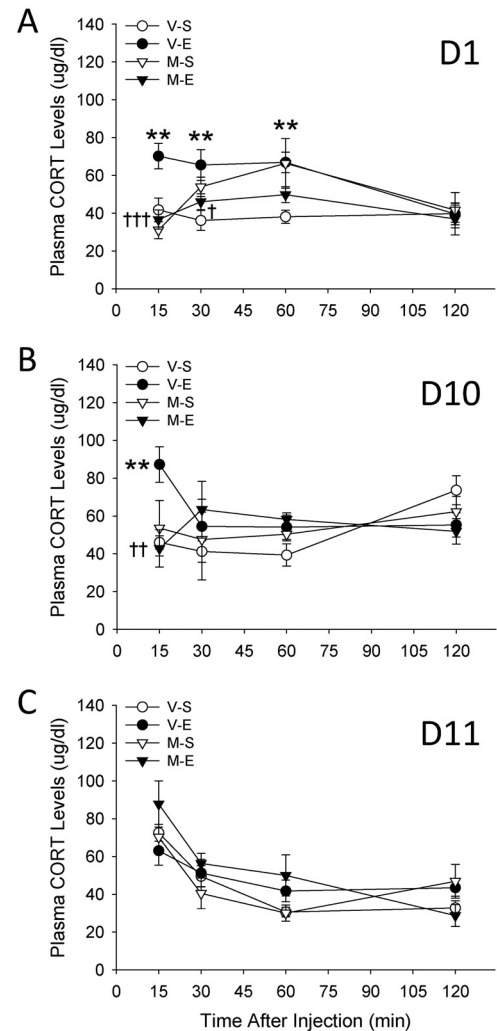 A
D1
Plasma CORT Levels (ug/dl)
140
120
100
80
60
40
20
0
V-S
V-E
M-S
M-E
**
**
**
†††
†
0 15 30 45 60 75 90 105 120
B
D10
Plasma CORT Levels (ug/dl)
140
120
100
80
60
40
20
0
V-S
V-E
M-S
M-E
**
††
0 15 30 45 60 75 90 105 120
C
D11
Plasma CORT Levels (ug/dl)
140
120
100
80
60
40
20
0
V-S
V-E
M-S
M-E
0 15 30 45 60 75 90 105 120
Time After Injection (min)